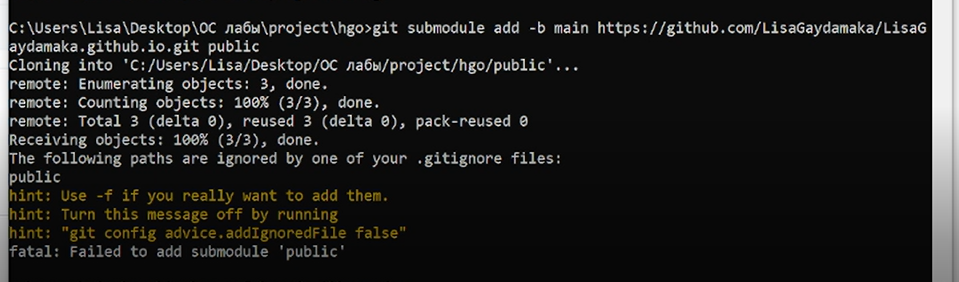 C:\Users\Lisa\Desktop\ОС лабы\project\hgo>git submodule add -b main https://github.com/LisaGaydamaka/LisaG
aydamaka.github.io.git public
Cloning into 'C:/Users/Lisa/Desktop/ОС лабы/project/hgo/public'...
remote: Enumerating objects: 3, done.
remote: Counting objects: 100% (3/3), done.
remote: Total 3 (delta 0), reused 3 (delta 0), pack-reused 0
Receiving objects: 100% (3/3), done.
The following paths are ignored by one of your .gitignore files:
public
hint: Use -f if you really want to add them.
hint: Turn this message off by running
hint: "git config advice.addIgnoredFile false"
fatal: Failed to add submodule 'public'